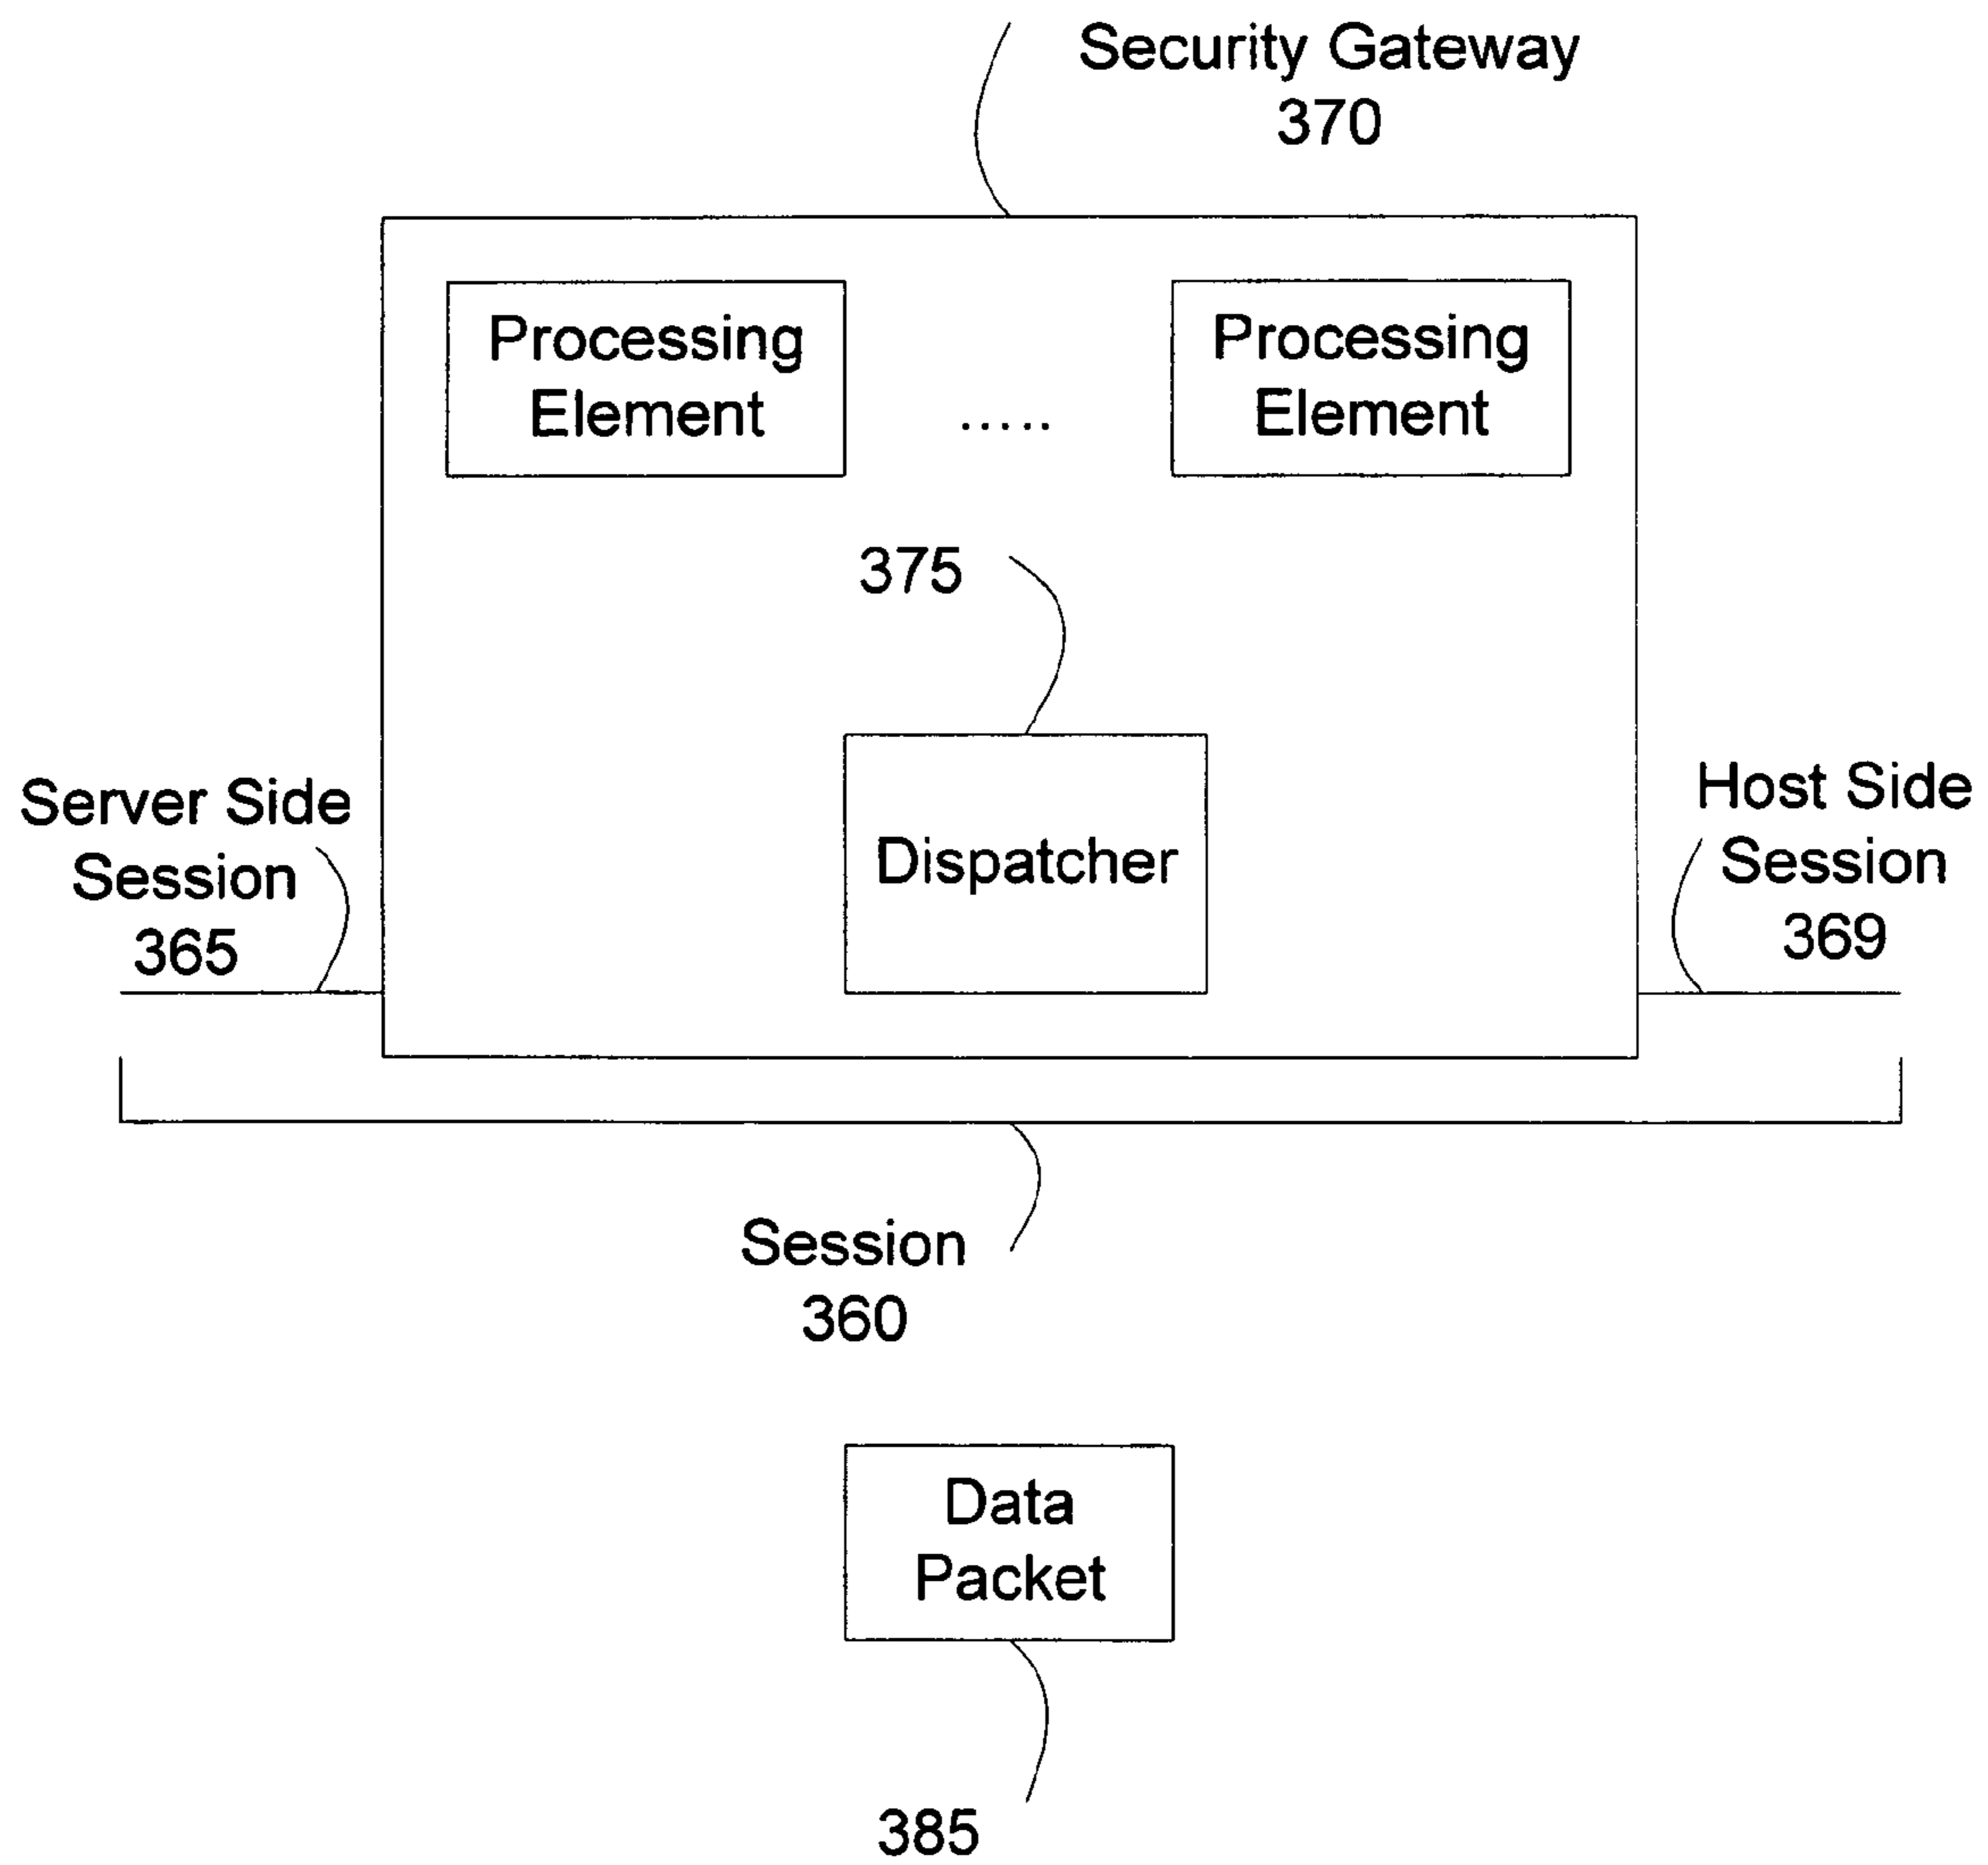 Security Gateway
370
Processing
Element
.....
Processing
Element
375
Server Side
Session
365
Dispatcher
Host Side
Session
369
Session
360
Data
Packet
385